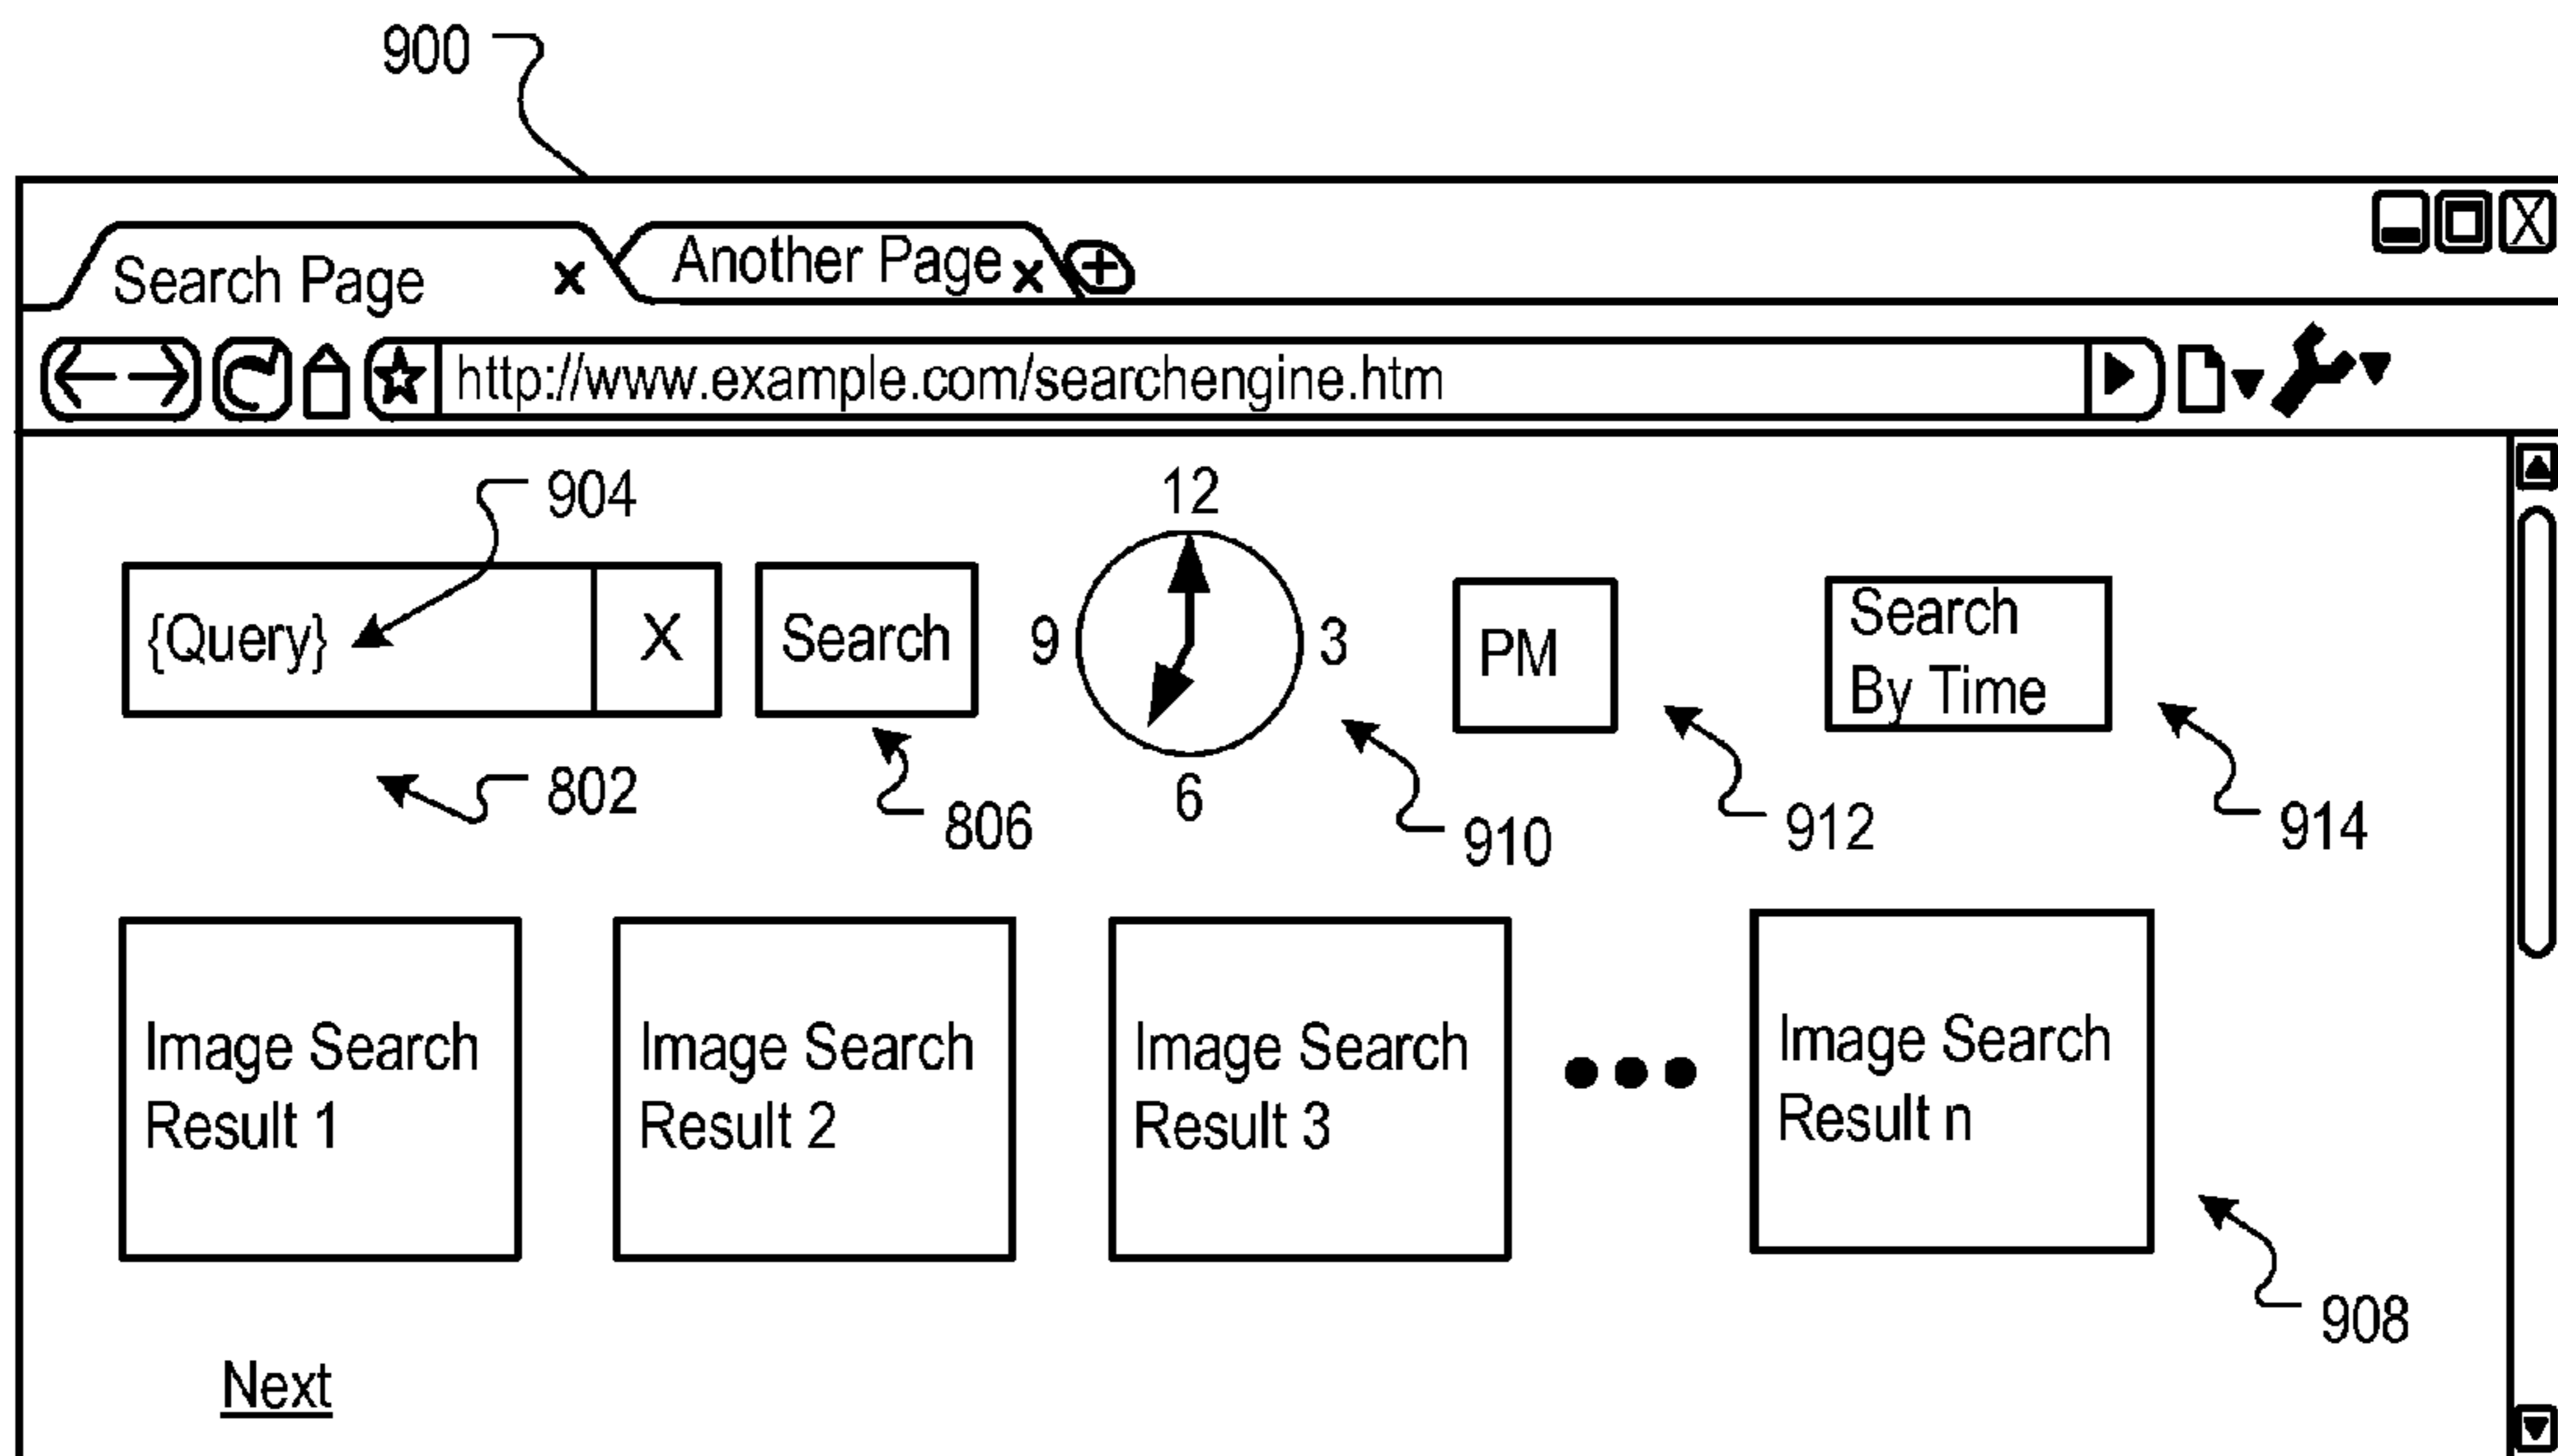 900
Search Page x
Another Page x
http://www.example.com/searchengine.htm
X
904
12
{Query} X
Search
9
3
PM
Search
By Time
6
802
806
910
912
914
Image Search
Result 1
Image Search
Result 2
Image Search
Result 3
Image Search
Result n
908
Next